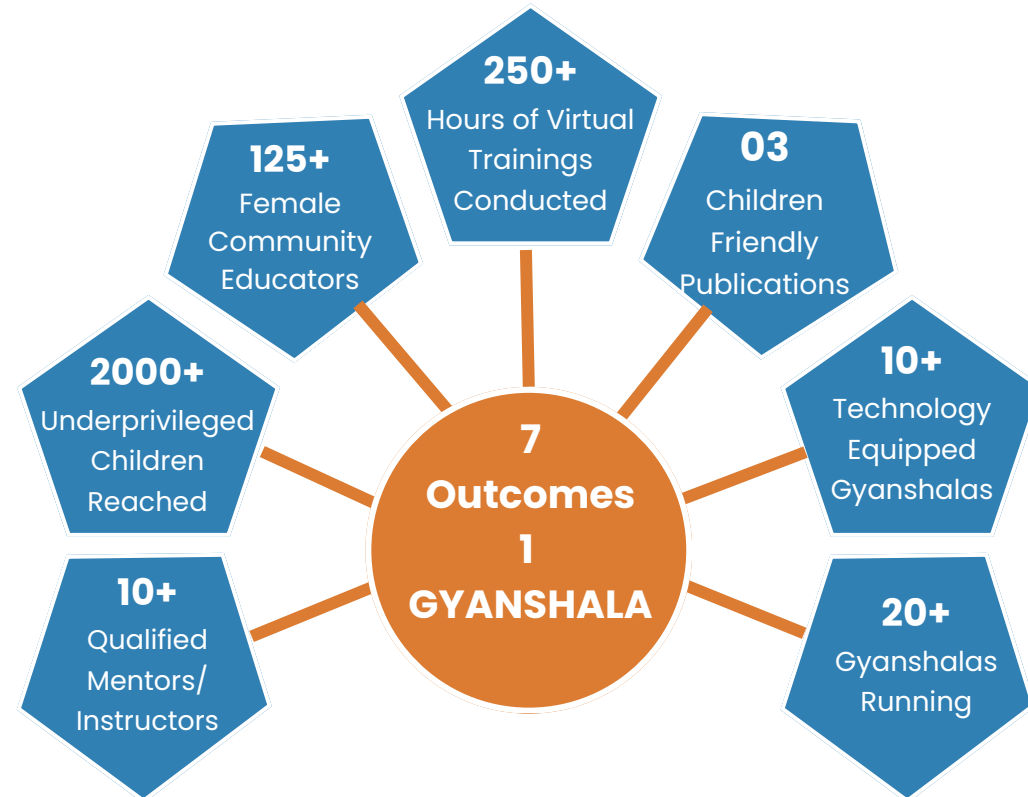 250+
Hours of Virtual
Trainings
Conducted
125+
Female
Community
Educators
03
Children
Friendly
Publications
2000+
Underprivileged
Children
Reached
10+
Technology
Equipped
Gyanshalas
7
Outcomes
1
GYANSHALA
10+
Qualified
Mentors/
Instructors
20+
Gyanshalas
Running